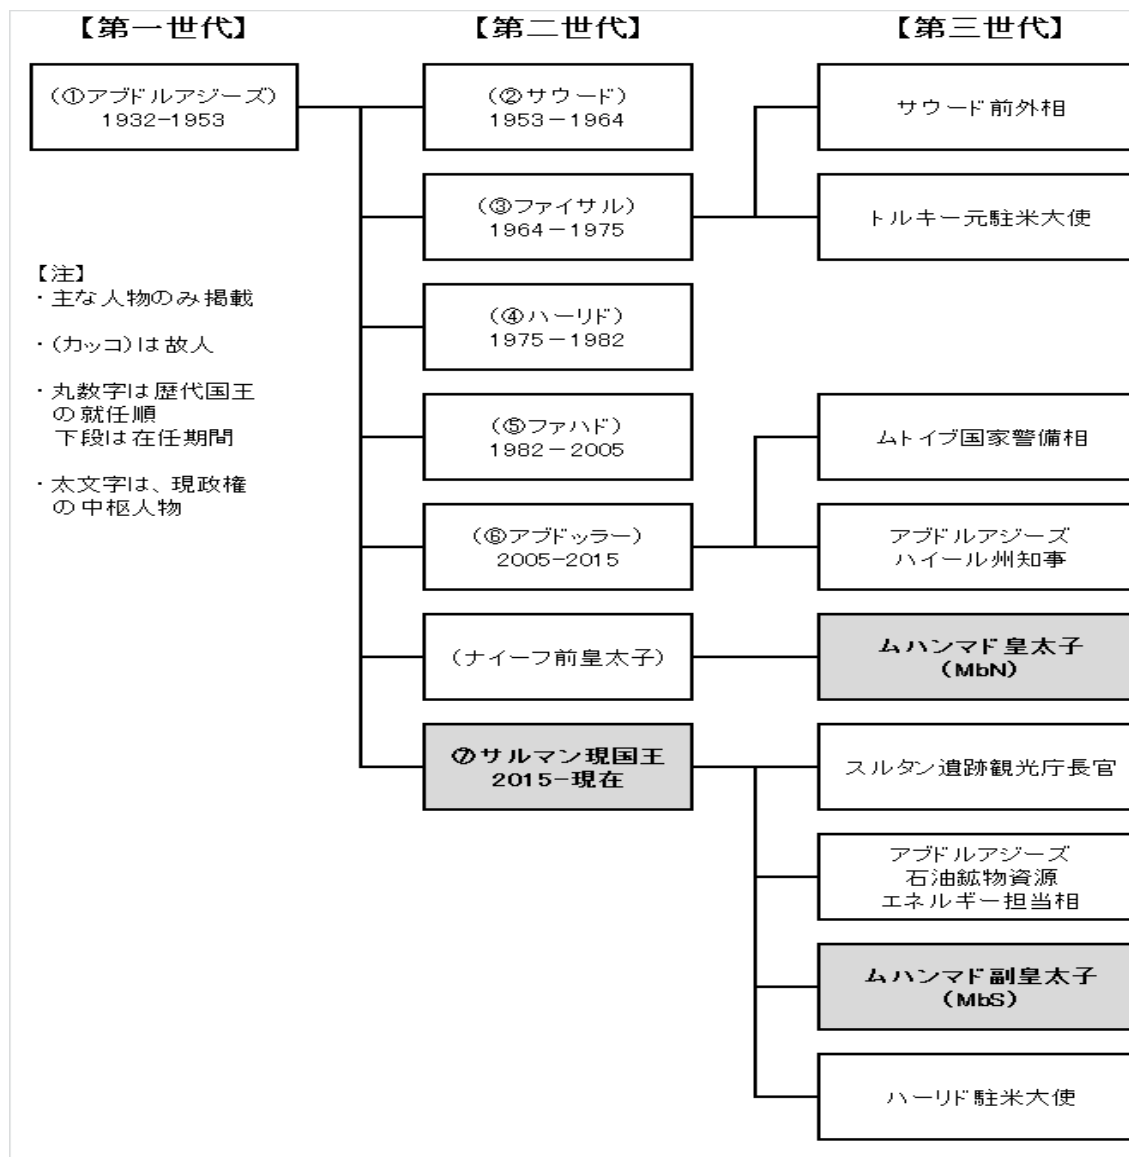 【第一世代】
【第二世代】
【第三世代】
(①アブドルアジーズ)
1932-1953
(②サウード)
1953－1964
サウード前外相
(③ファイサル)
1964－1975
トルキー元駐米大使
【注】
・主な人物のみ掲載
・(カッコ)は故人
・丸数字は歴代国王
の就任順
下段は在任期間
・太文字は、現政権
の中枢人物
(④ハーリド)
1975－1982
(⑤ファハド)
1982－2005
ムトイブ国家警備相
(⑥アブドッラー)
2005-2015
アブドルアジーズ
ハイール州知事
(ナイーフ前皇太子)
ムハンマド皇太子
(MbN)
⑦サルマン現国王
2015-現在
スルタン遺跡観光庁長官
アブドルアジーズ
石油鉱物資源
エネルギー担当相
ムハンマド副皇太子
(MbS)
ハーリド駐米大使